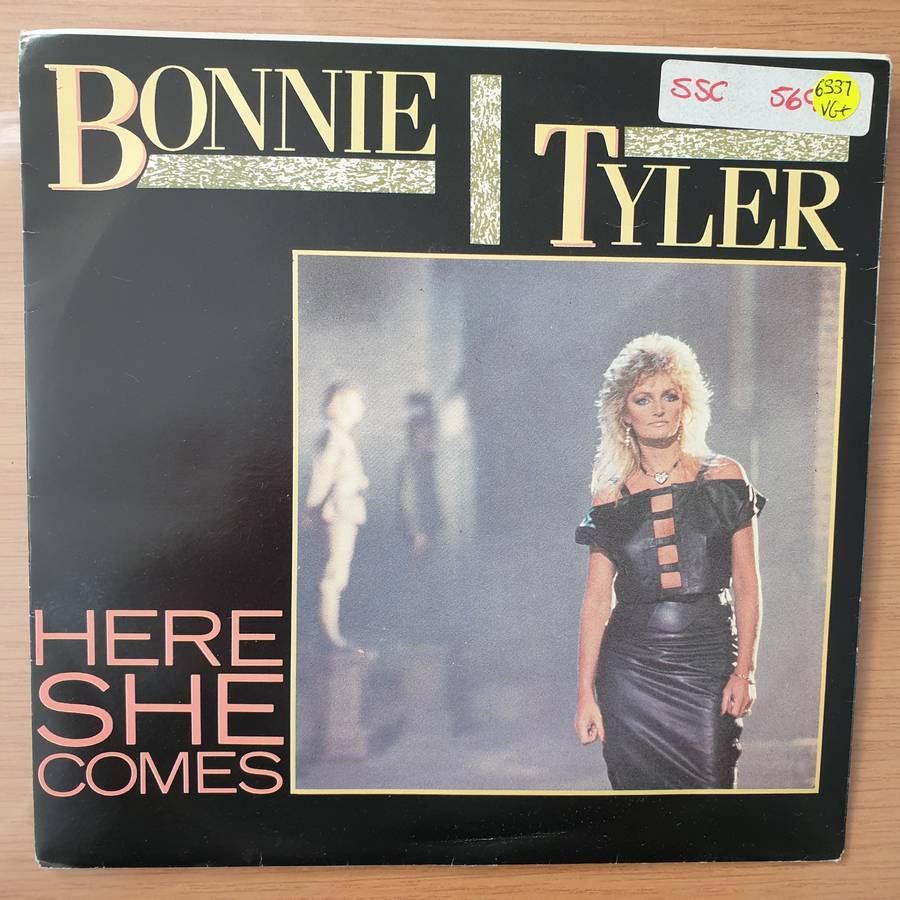 BONNIE
TYLER
SSC
6337
VG+
HERE
SHE
COMES